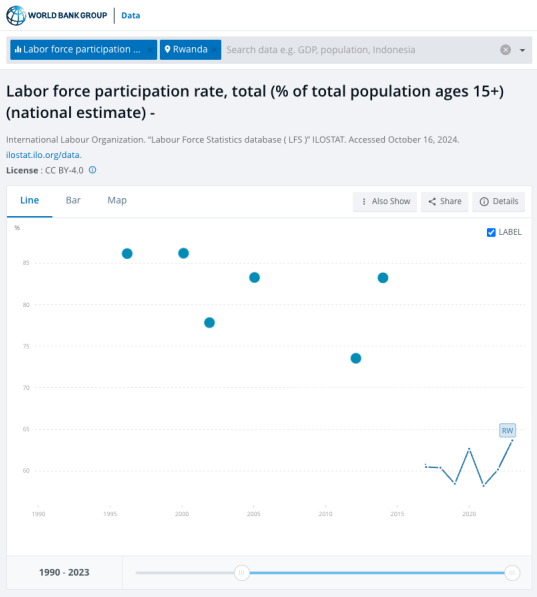 WORLD BANK GROUP Data
Labor force participation ... Rwanda Search data e.g. GDP, population, Indonesia
Labor force participation rate, total (% of total population ages 15+)
(national estimate) -
International Labour Organization. “Labour Force Statistics database ( LFS )” ILOSTAT. Accessed October 16, 2024.
ilostat.ilo.org/data.
License : CC BY-4.0
Line Bar Map Also Show Share Details
%
LABEL
85
80
75
70
65
RW
60
1990 1995 2000 2005 2010 2015 2020
1990 - 2023